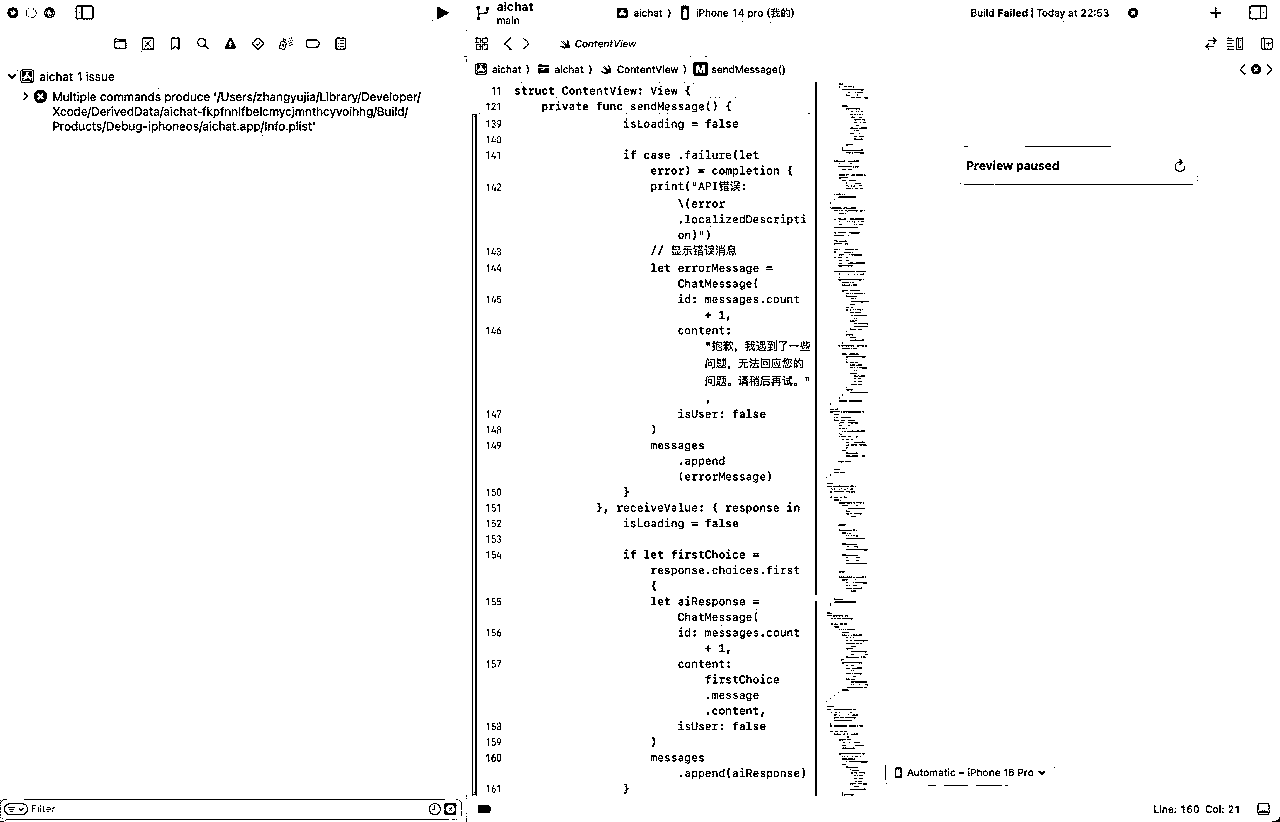 aichat
main
aichat 〉 iPhone 14 pro (我的)
Build Failed | Today at 22:53
ContentView
aichat 1 issue
Multiple commands produce '/Users/zhangyujia/Library/Developer/
Xcode/DerivedData/aichat-fkpfnnlfbelcmycjmnthcyvoihhg/Build/
Products/Debug-iphoneos/aichat.app/Info.plist'
aichat 〉 aichat 〉 ContentView 〉 M sendMessage()
11 struct ContentView: View {
121 private func sendMessage() {
139 isLoading = false
140
141 if case .failure(let
error) = completion {
142 print("API错误:
\(error
.localizedDescripti
on)")
143 // 显示错误消息
144 let errorMessage =
ChatMessage(
145 id: messages.count
+ 1,
146 content:
"抱歉，我遇到了一些
问题，无法回应您的
问题。请稍后再试。"
,
147 isUser: false
148 )
149 messages
.append
(errorMessage)
150 }
151 }, receiveValue: { response in
152 isLoading = false
153
154 if let firstChoice =
response.choices.first
{
155 let aiResponse =
ChatMessage(
156 id: messages.count
+ 1,
157 content:
firstChoice
.message
.content,
158 isUser: false
159 )
160 messages
.append(aiResponse)
161 }
Preview paused
Automatic – iPhone 16 Pro
Filter
Line: 160 Col: 21